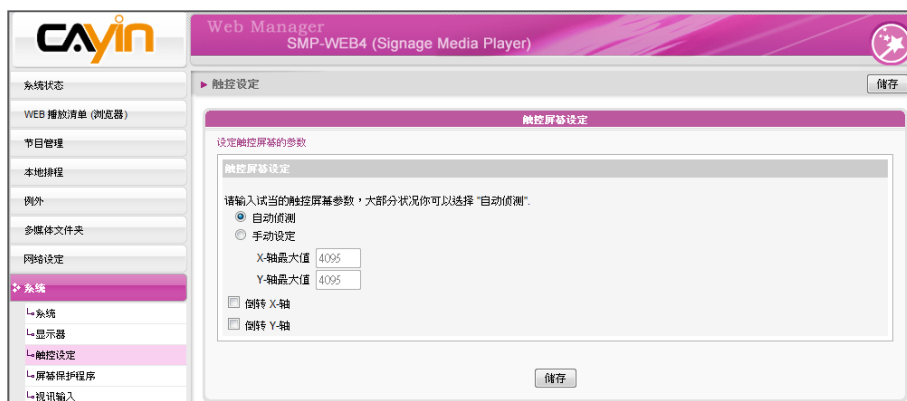 CAYIN
Web Manager
SMP-WEB4 (Signage Media Player)
系统状态
WEB 播放清单 (浏览器)
节目管理
本地排程
例外
多媒体文件夹
网络设定
系统
系统
显示器
触控设定
屏幕保护程序
视讯输入
触控设定
储存
触控屏幕设定
设定触控屏幕的参数
触控屏幕设定
请输入试当的触控屏幕参数，大部分状况你可以选择 "自动侦测".
自动侦测
手动设定
X-轴最大值 4095
Y-轴最大值 4095
倒转 X-轴
倒转 Y-轴
储存